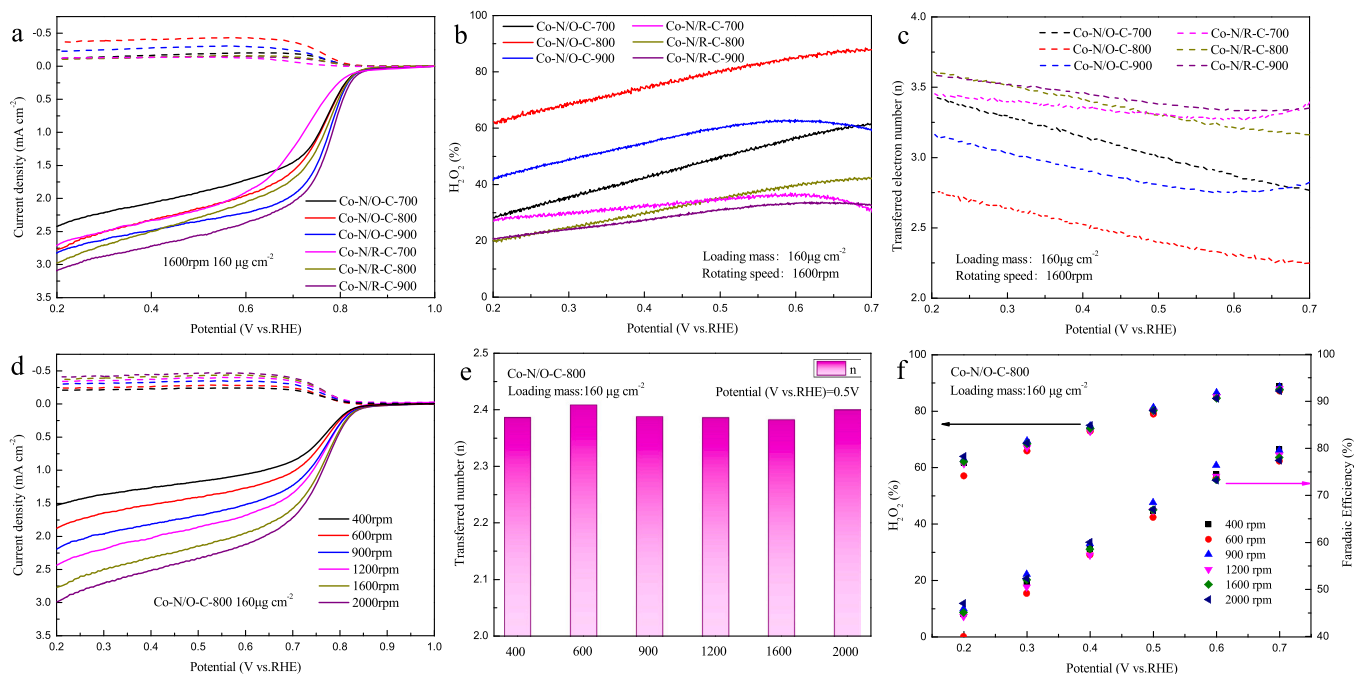 a
-0.5
0.0
0.5
1.0
1.5
2.0
2.5
3.0
3.5
Current density (mA cm-2)
Co-N/O-C-700
Co-N/O-C-800
Co-N/O-C-900
Co-N/R-C-700
Co-N/R-C-800
Co-N/R-C-900
1600rpm 160 μg cm-2
0.2 0.3 0.4 0.5 0.6 0.7 0.8 0.9 1.0
Potential (V vs.RHE)
b
100
80
60
40
20
0
H2O2 (%)
Co-N/O-C-700 Co-N/R-C-700
Co-N/O-C-800 Co-N/R-C-800
Co-N/O-C-900 Co-N/R-C-900
Loading mass: 160μg cm-2
Rotating speed : 1600rpm
0.2 0.3 0.4 0.5 0.6 0.7
Potential (V vs.RHE)
c
4.0
3.5
3.0
2.5
2.0
Transferred electron number (n)
Co-N/O-C-700 Co-N/R-C-700
Co-N/O-C-800 Co-N/R-C-800
Co-N/O-C-900 Co-N/R-C-900
Loading mass: 160μg cm-2
Rotating speed : 1600rpm
0.2 0.3 0.4 0.5 0.6 0.7
Potential (V vs.RHE)
d
-0.5
0.0
0.5
1.0
1.5
2.0
2.5
3.0
3.5
Current density (mA cm-2)
400rpm
600rpm
900rpm
1200rpm
1600rpm
2000rpm
Co-N/O-C-800 160μg cm-2
0.2 0.3 0.4 0.5 0.6 0.7 0.8 0.9 1.0
Potential (V vs.RHE)
e
2.5
2.4
2.3
2.2
2.1
2.0
Transferred number (n)
Co-N/O-C-800
Loading mass:160 μg cm-2
n
Potential (V vs.RHE)=0.5V
400 600 900 1200 1600 2000
f
100
80
60
40
20
0
H2O2 (%)
Co-N/O-C-800
Loading mass:160 μg cm-2
400 rpm
600 rpm
900 rpm
1200 rpm
1600 rpm
2000 rpm
100
90
80
70
60
50
40
Faradaic Efficiency (%)
0.2 0.3 0.4 0.5 0.6 0.7
Potential (V vs.RHE)